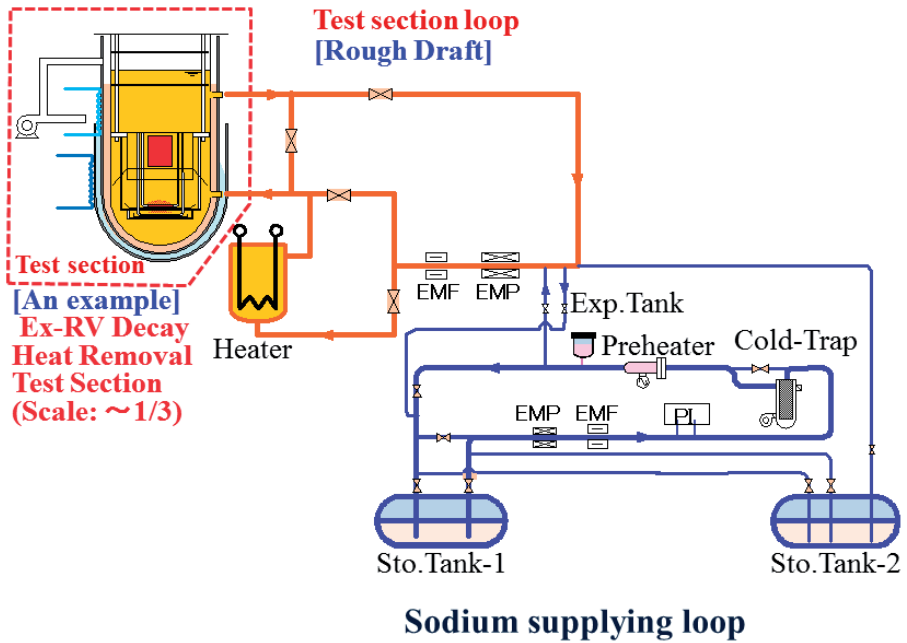 Test section loop
[Rough Draft]
Test section
[An example]
Ex-RV Decay
Heat Removal
Test Section
(Scale: ～1/3)
Heater
EMF
EMP
Exp.Tank
Preheater
Cold-Trap
EMP
EMF
PI
Sto.Tank-1
Sto.Tank-2
Sodium supplying loop